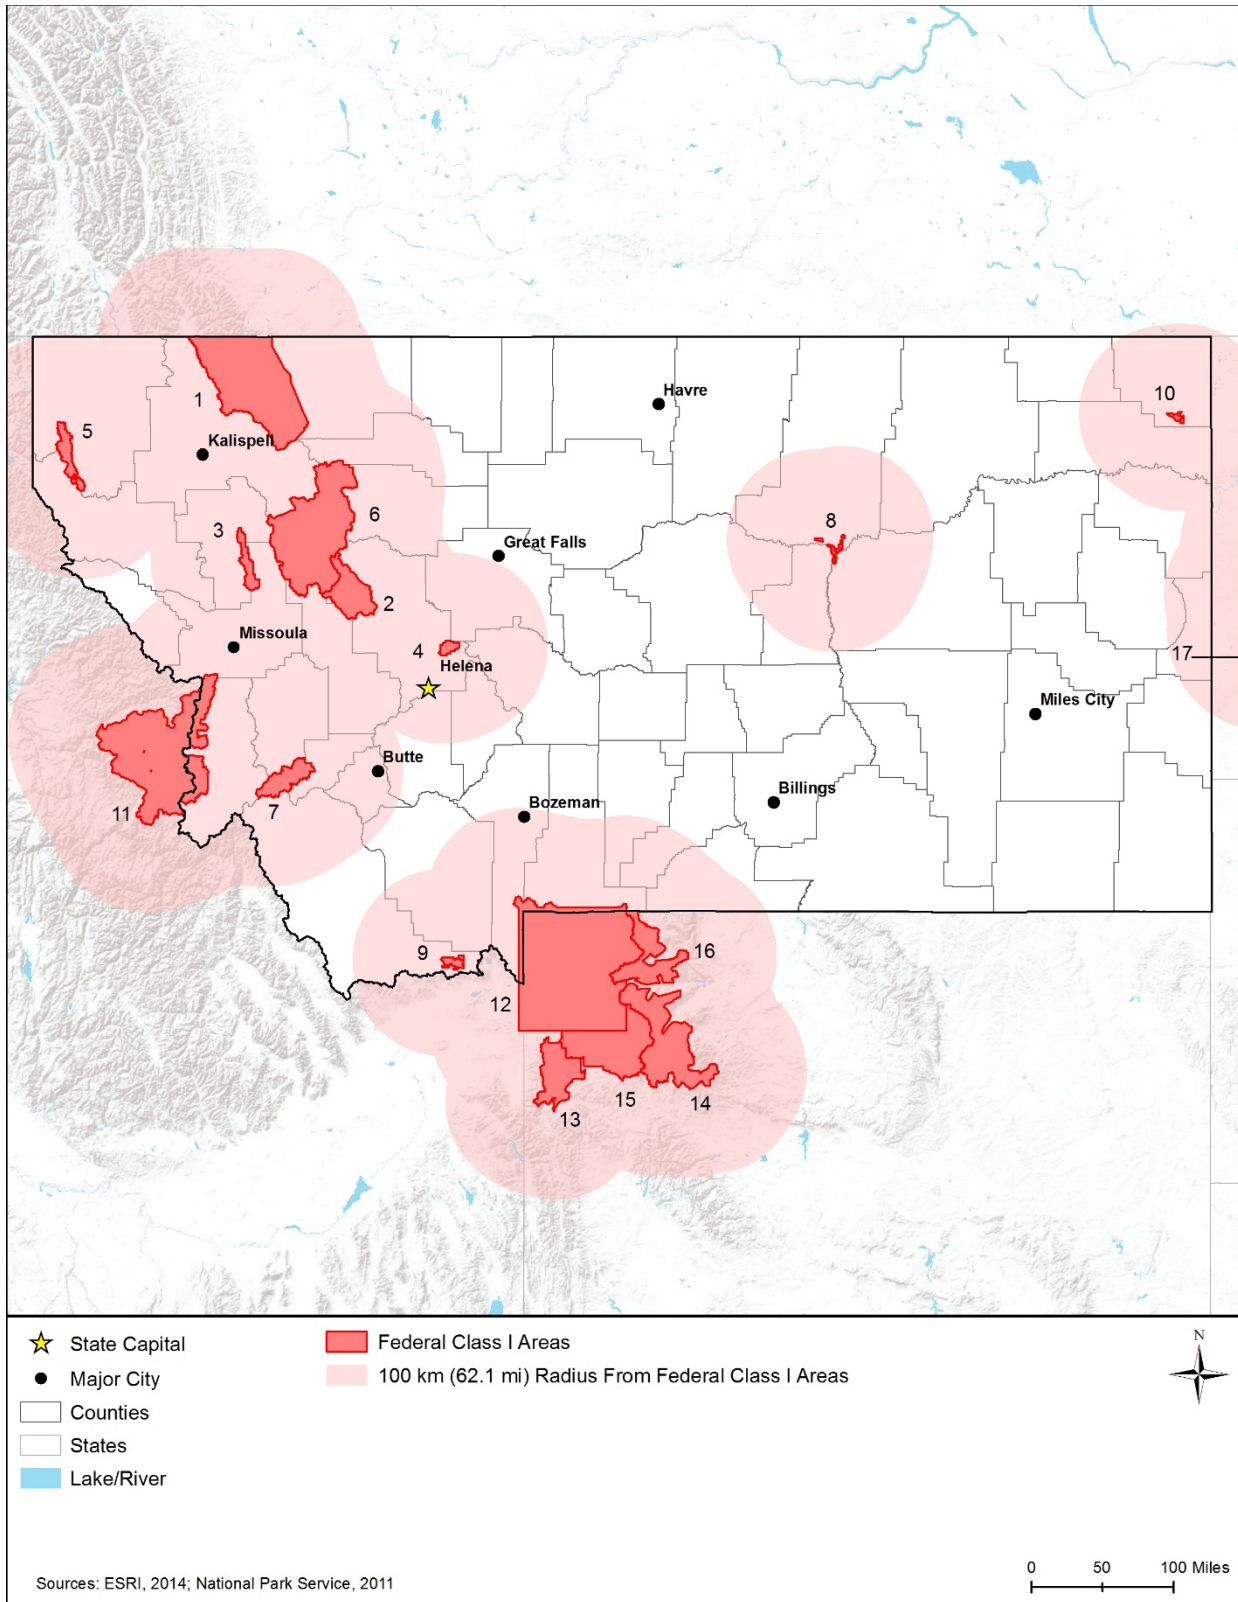 Havre
1
10
5
Kalispell
8
3
6
Great Falls
2
Missoula
4
17
Helena
Miles City
Butte
Billings
Bozeman
11
7
16
9
12
15
14
13
State Capital
Federal Class I Areas
N
Major City
100 km (62.1 mi) Radius From Federal Class I Areas
Counties
States
Lake/River
0 50 100 Miles
Sources: ESRI, 2014; National Park Service, 2011